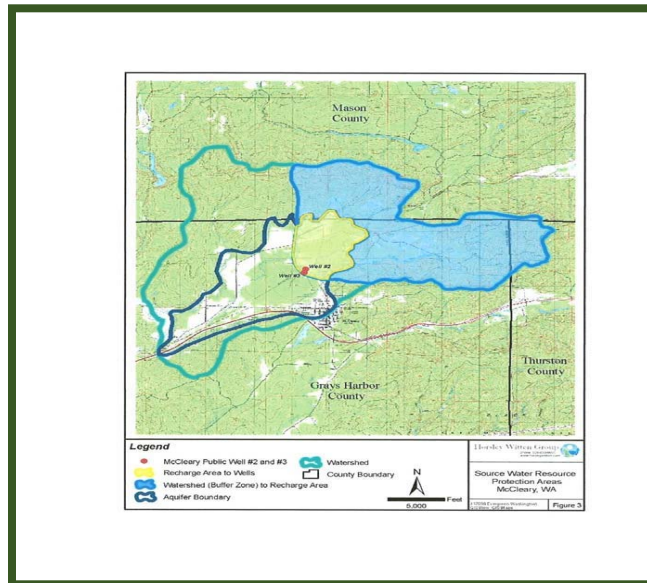 Mason
County
Well #2
Well #3
Thurston
County
Grays Harbor
County
Legend
McCleary Public Well #2 and #3
Recharge Area to Wells
Watershed (Buffer Zone) to Recharge Area
Aquifer Boundary
Watershed
County Boundary
N
Feet
5,000
Horsley Witten Group
Source Water Resource
Protection Areas
McCleary, WA
Figure 3